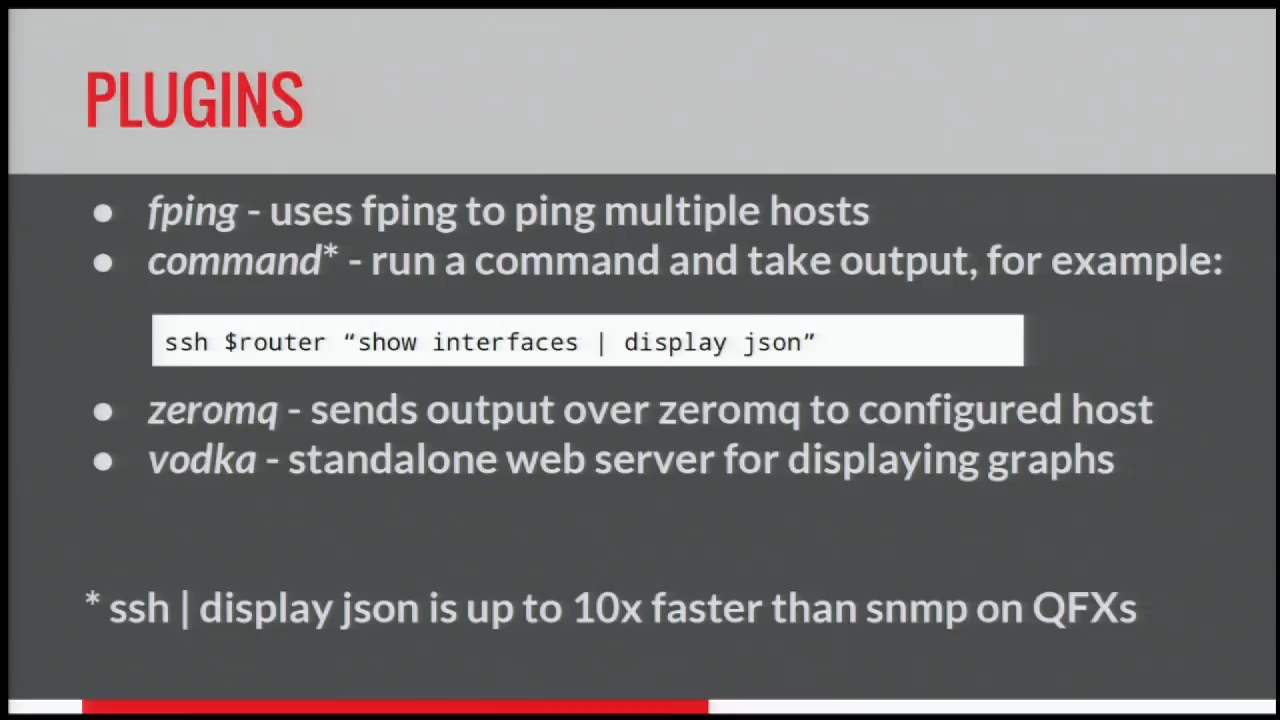 PLUGINS
● fping - uses fping to ping multiple hosts
● command* - run a command and take output, for example:
ssh $router “show interfaces | display json”
● zeromq - sends output over zeromq to configured host
● vodka - standalone web server for displaying graphs
* ssh | display json is up to 10x faster than snmp on QFXs